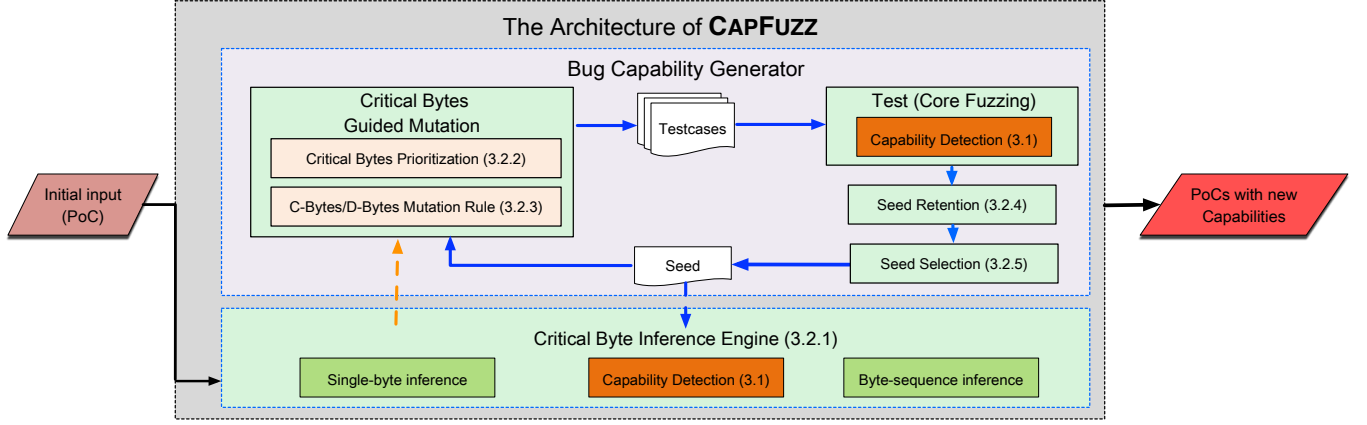 The Architecture of CAPFUZZ
Bug Capability Generator
Critical Bytes
Guided Mutation
Critical Bytes Prioritization (3.2.2)
C-Bytes/D-Bytes Mutation Rule (3.2.3)
Testcases
Test (Core Fuzzing)
Capability Detection (3.1)
Seed Retention (3.2.4)
Seed Selection (3.2.5)
Seed
Initial input
(PoC)
PoCs with new
Capabilities
Critical Byte Inference Engine (3.2.1)
Single-byte inference
Capability Detection (3.1)
Byte-sequence inference